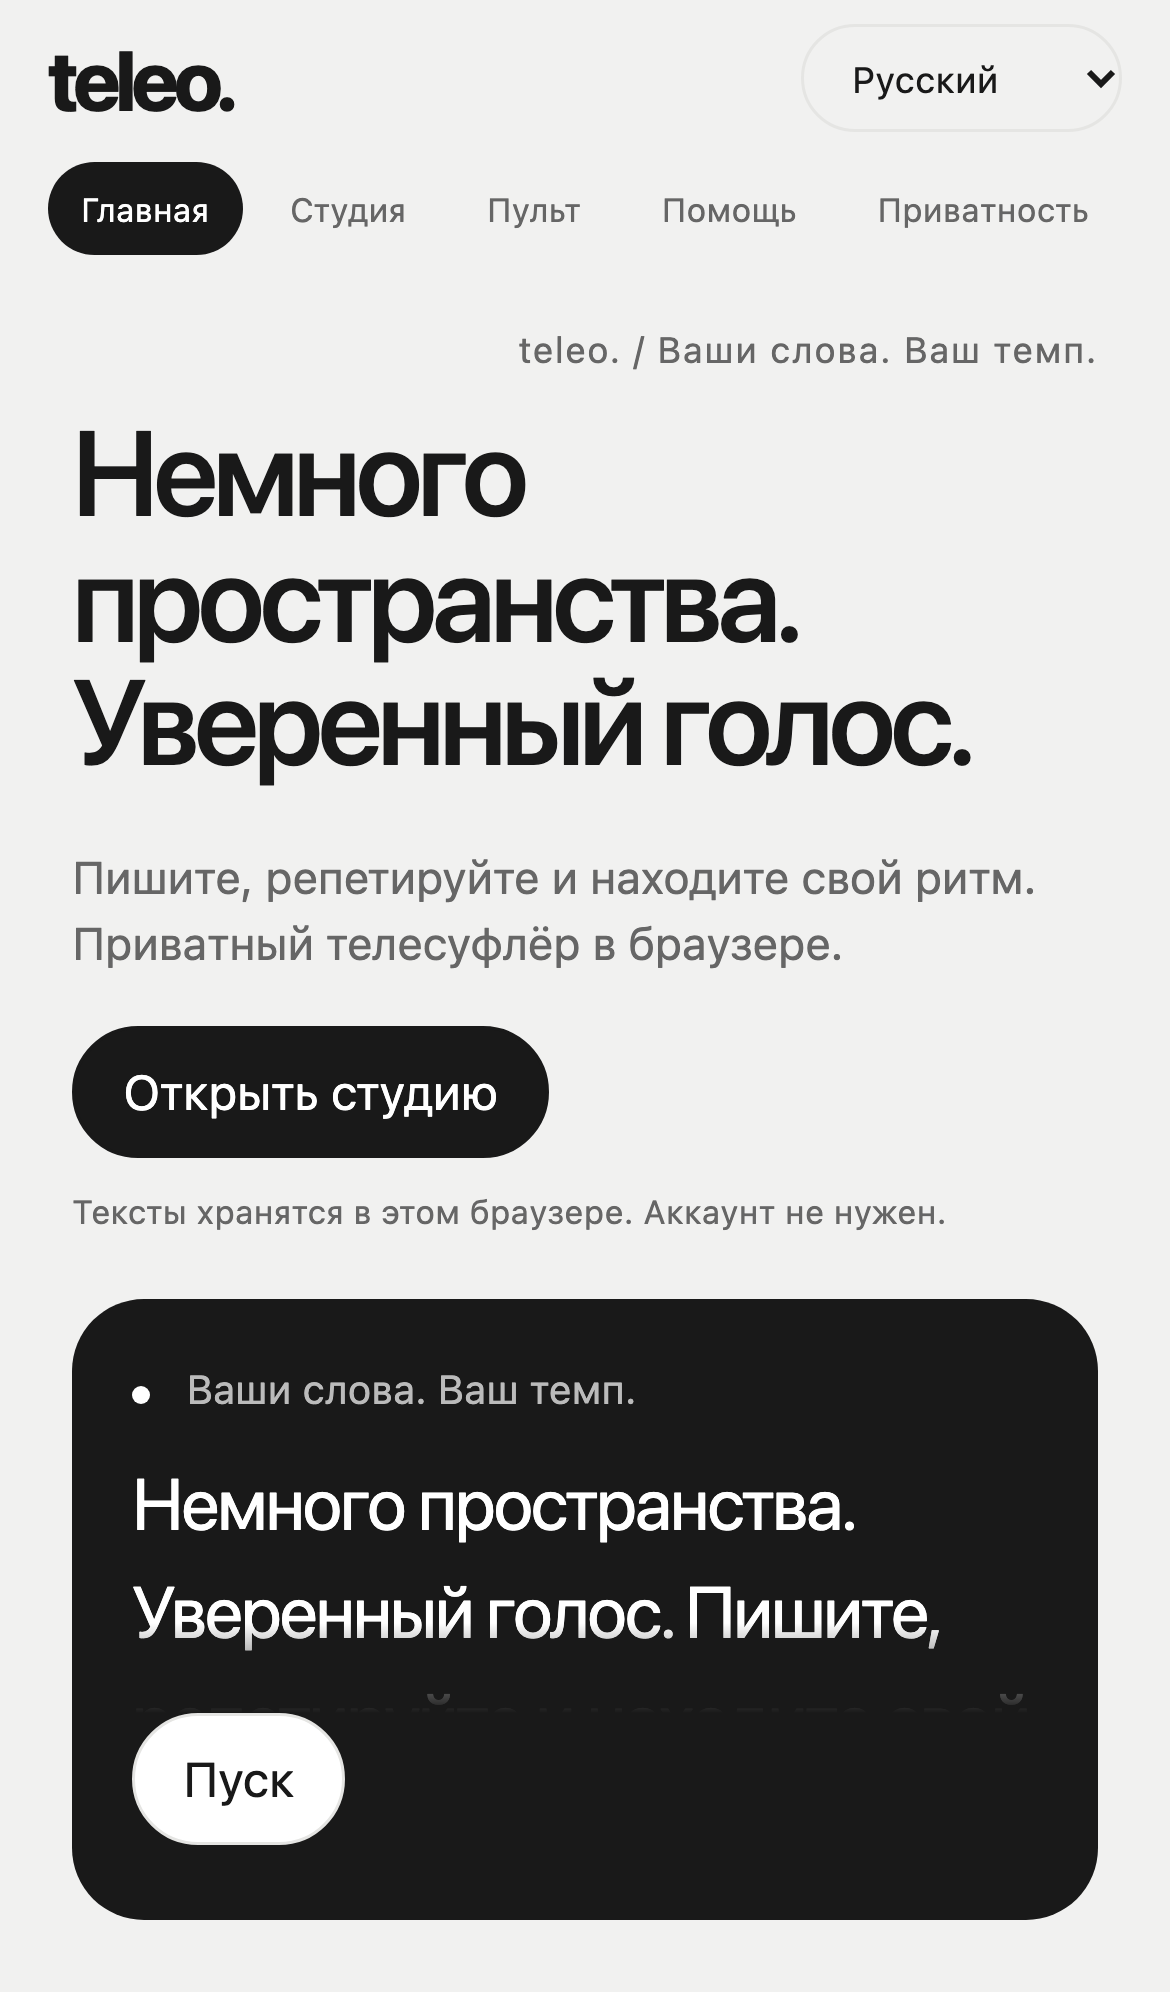 teleo.
Русский
Главная
Студия
Пульт
Помощь
Приватность
teleo. / Ваши слова. Ваш темп.
Немного
пространства.
Уверенный голос.
Пишите, репетируйте и находите свой ритм.
Приватный телесуфлёр в браузере.
Открыть студию
Тексты хранятся в этом браузере. Аккаунт не нужен.
Ваши слова. Ваш темп.
Немного пространства.
Уверенный голос. Пишите,
Пуск